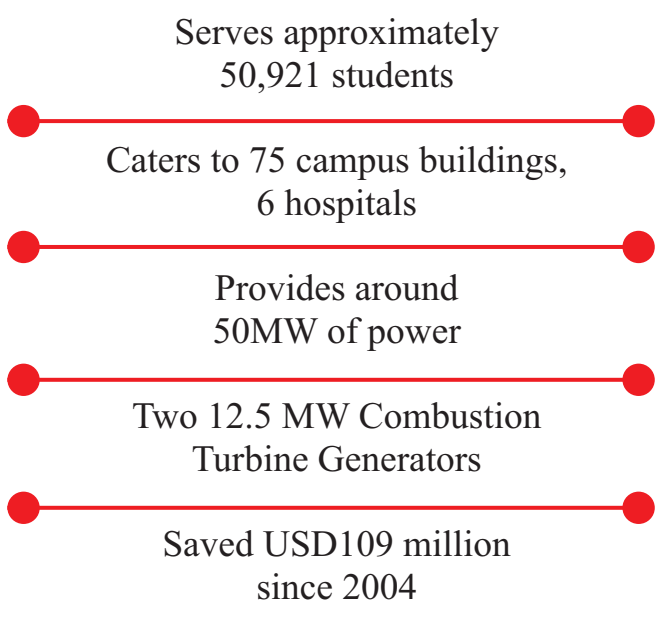 Serves approximately
50,921 students
Caters to 75 campus buildings,
6 hospitals
Provides around
50MW of power
Two 12.5 MW Combustion
Turbine Generators
Saved USD109 million
since 2004